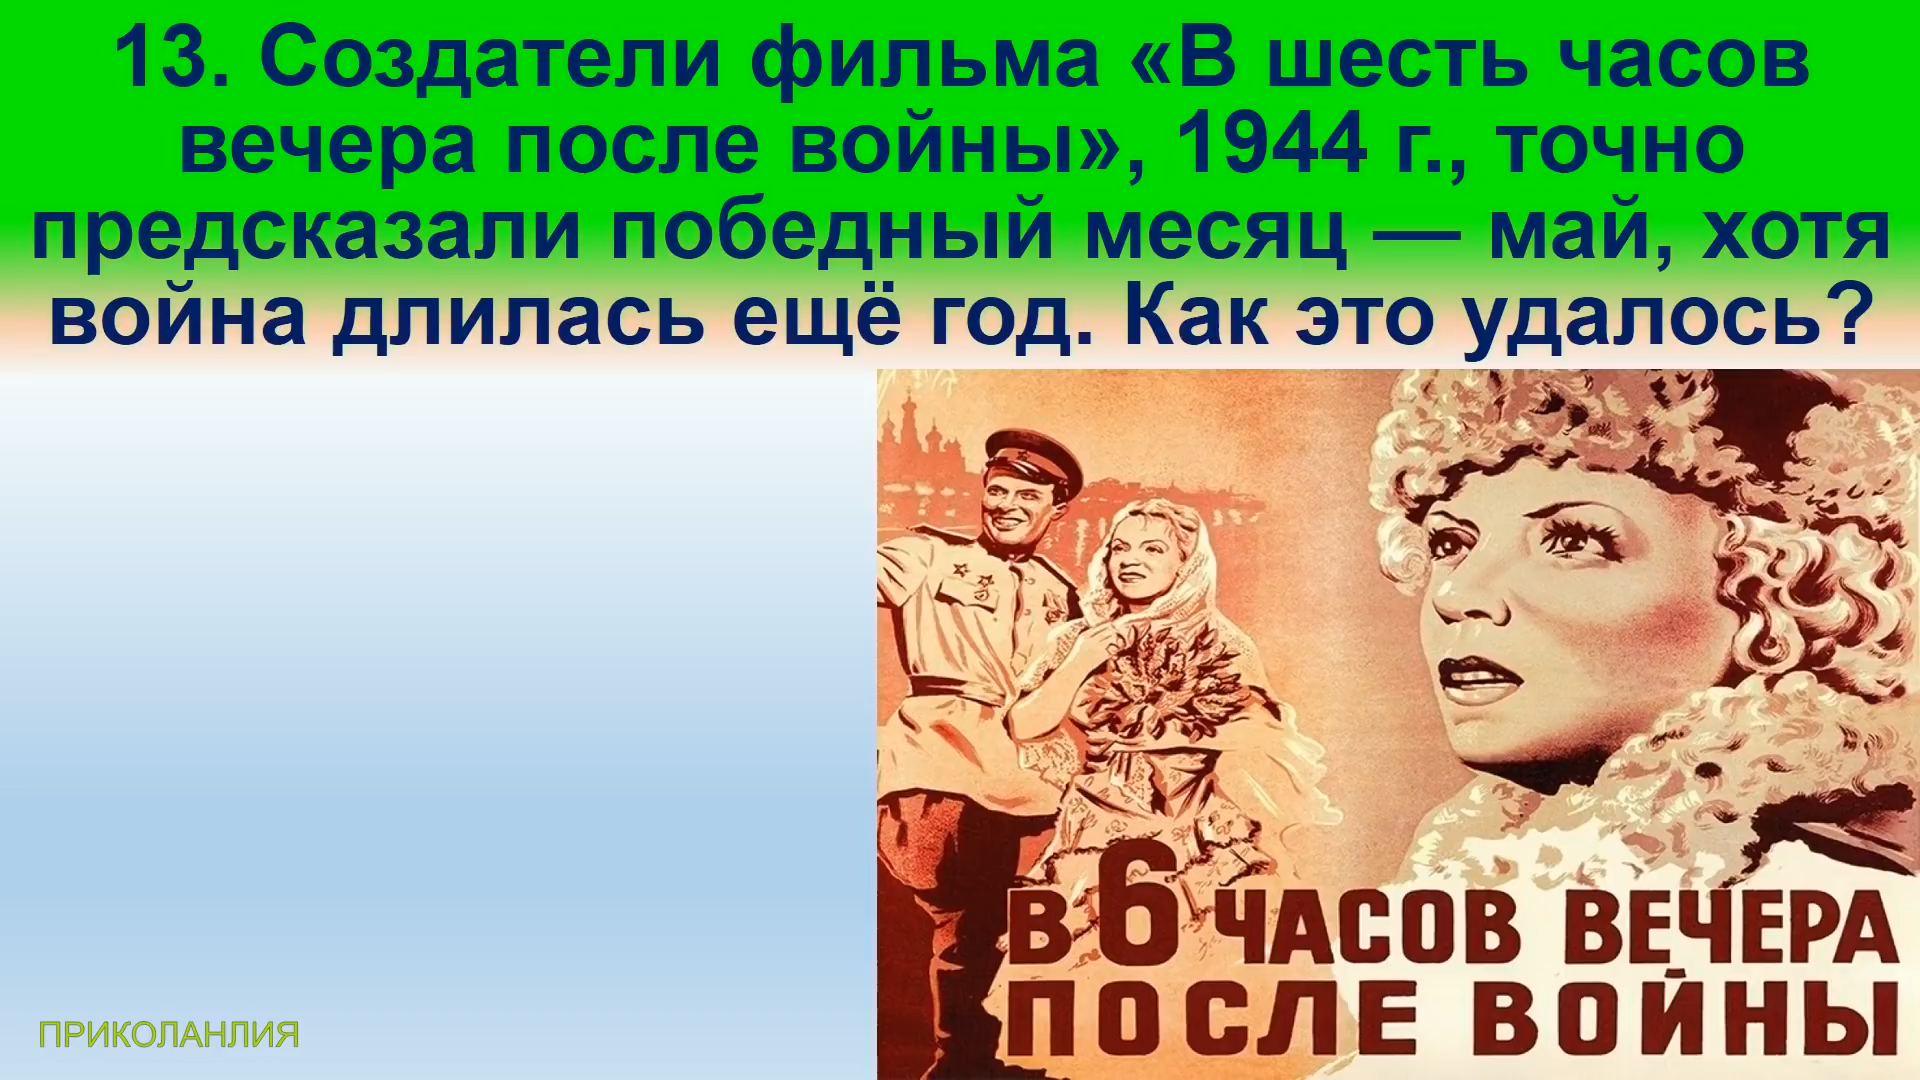 13. Создатели фильма «В шесть часов
вечера после войны», 1944 г., точно
предсказали победный месяц — май, хотя
война длилась ещё год. Как это удалось?
В 6 ЧАСОВ ВЕЧЕРА
ПОСЛЕ ВОЙНЫ
ПРИКОЛАНЛИЯ